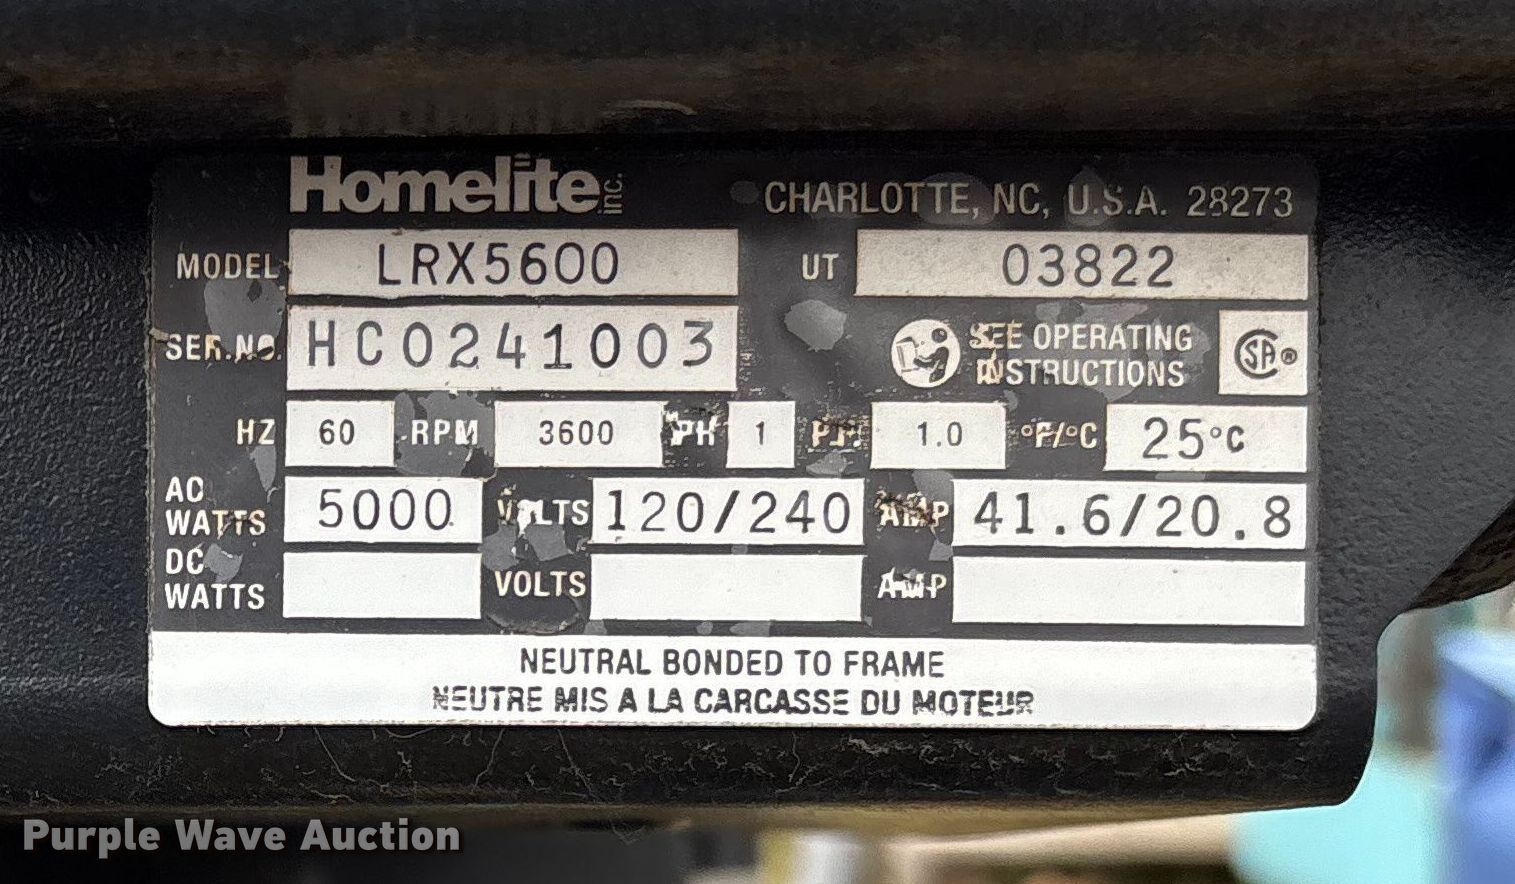 Homelite inc. CHARLOTTE, NC, U.S.A. 28273
MODEL LRX5600 UT 03822
SER.NO. HC0241003 SEE OPERATING INSTRUCTIONS SA®
HZ 60 RPM 3600 PH 1 PF 1.0 °F/°C 25°C
AC WATTS 5000 VOLTS 120/240 AMP 41.6/20.8
DC WATTS VOLTS AMP
NEUTRAL BONDED TO FRAME
NEUTRE MIS A LA CARCASSE DU MOTEUR
Purple Wave Auction